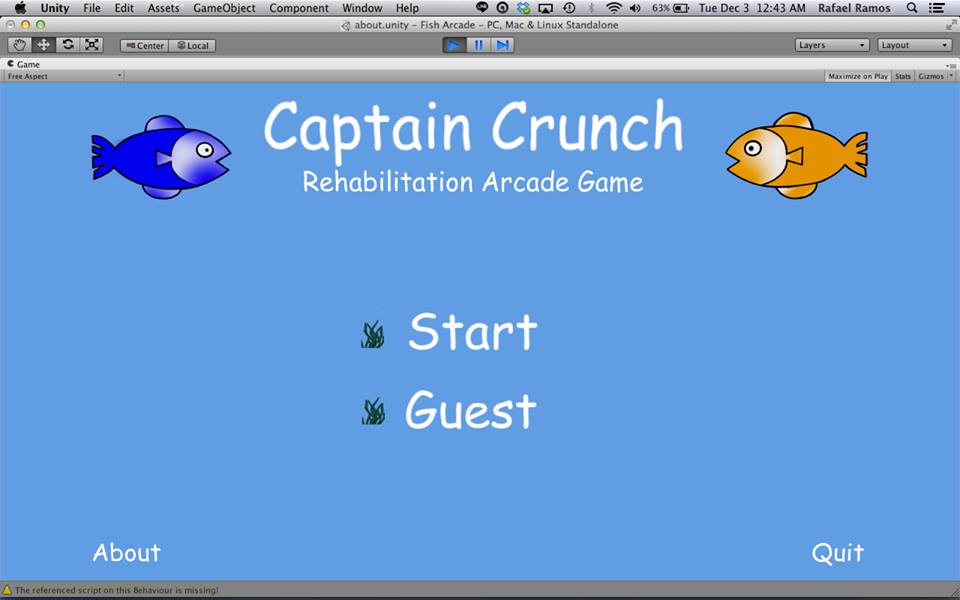 Unity File Edit Assets GameObject Component Window Help 63% Tue Dec 3 12:43 AM Rafael Ramos
about.unity – Fish Arcade – PC, Mac & Linux Standalone
Center Local Layers Layout
Game
Free Aspect Maximize on Play Stats Gizmos
Captain Crunch
Rehabilitation Arcade Game
Start
Guest
About Quit
The referenced script on this Behaviour is missing!